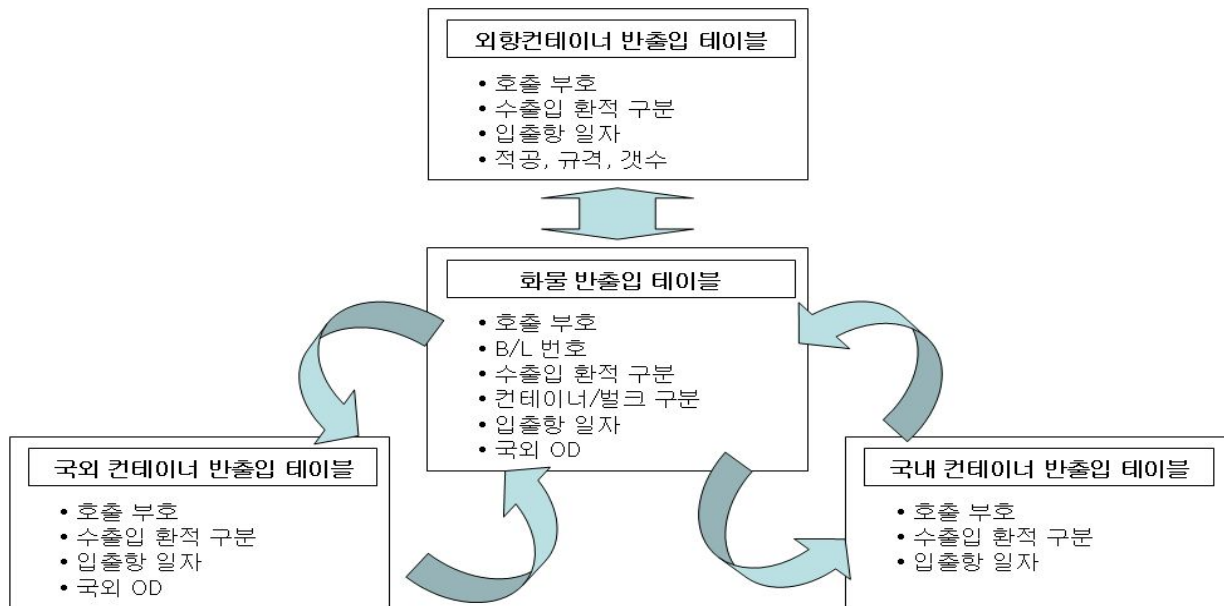 외항컨테이너 반출입 테이블
• 호출 부호
• 수출입 환적 구분
• 입출항 일자
• 적공, 규격, 갯수
화물 반출입 테이블
• 호출 부호
• B/L 번호
• 수출입 환적 구분
• 컨테이너/벌크 구분
• 입출항 일자
• 국외 OD
국외 컨테이너 반출입 테이블
• 호출 부호
• 수출입 환적 구분
• 입출항 일자
• 국외 OD
국내 컨테이너 반출입 테이블
• 호출 부호
• 수출입 환적 구분
• 입출항 일자